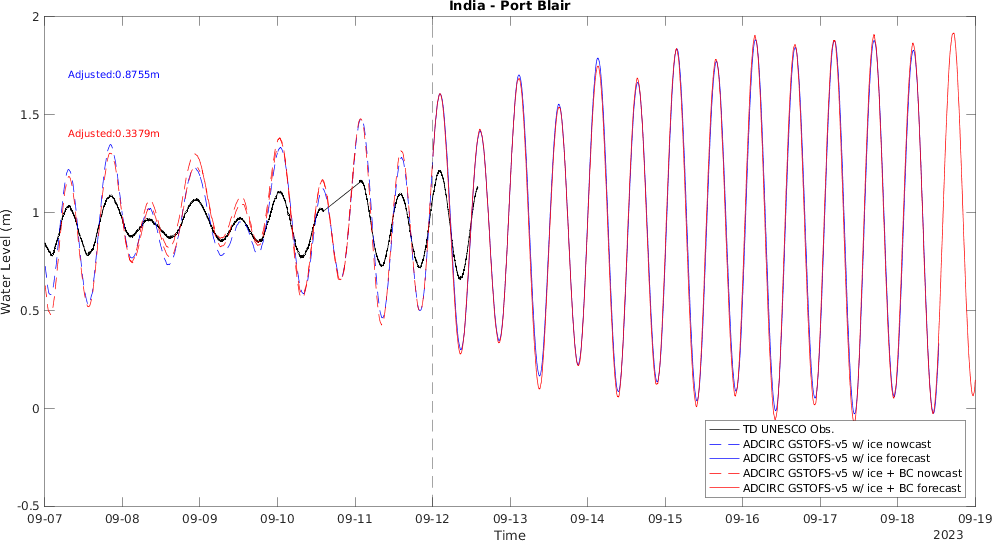 India - Port Blair
2
1.5
1
0.5
0
-0.5
Water Level (m)
Adjusted:0.8755m
Adjusted:0.3379m
TD UNESCO Obs.
ADCIRC GSTOFS-v5 w/ ice nowcast
ADCIRC GSTOFS-v5 w/ ice forecast
ADCIRC GSTOFS-v5 w/ ice + BC nowcast
ADCIRC GSTOFS-v5 w/ ice + BC forecast
09-07 09-08 09-09 09-10 09-11 09-12 09-13 09-14 09-15 09-16 09-17 09-18 09-19
Time
2023